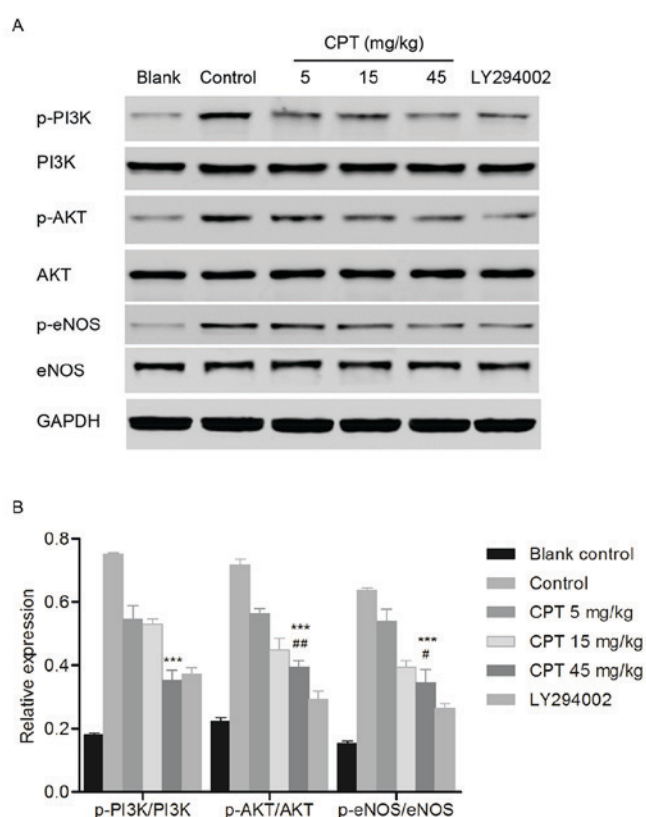 A
CPT (mg/kg)
Blank Control 5 15 45 LY294002
p-PI3K
PI3K
p-AKT
AKT
p-eNOS
eNOS
GAPDH
B
Relative expression
0.8
0.6
0.4
0.2
0.0
***
***
##
***
#
p-PI3K/PI3K p-AKT/AKT p-eNOS/eNOS
Blank control
Control
CPT 5 mg/kg
CPT 15 mg/kg
CPT 45 mg/kg
LY294002